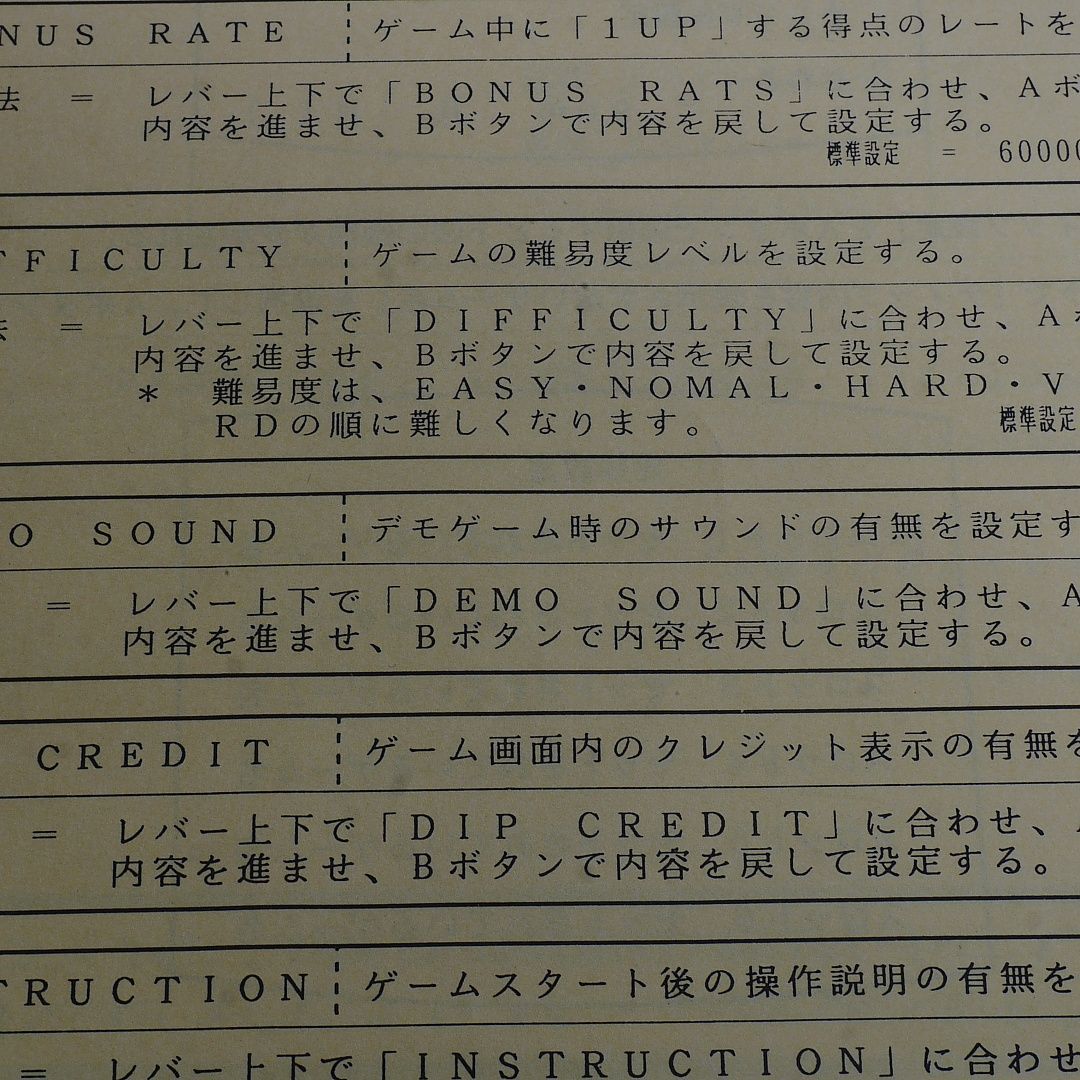 NUS RATE ゲーム中に「1UP」する得点のレートを
法 = レバー上下で「BONUS RATS」に合わせ、Aボ
内容を進ませ、Bボタンで内容を戻して設定する。
標準設定 = 60000
FFICULTY ゲームの難易度レベルを設定する。
= レバー上下で「DIFFICULTY」に合わせ、Aボ
内容を進ませ、Bボタンで内容を戻して設定する。
* 難易度は、EASY・NOMAL・HARD・V
RDの順に難しくなります。
標準設定
O SOUND デモゲーム時のサウンドの有無を設定す
= レバー上下で「DEMO SOUND」に合わせ、A
内容を進ませ、Bボタンで内容を戻して設定する。
CREDIT ゲーム画面内のクレジット表示の有無を
= レバー上下で「DIP CREDIT」に合わせ、
内容を進ませ、Bボタンで内容を戻して設定する。
TRUCTION ゲームスタート後の操作説明の有無を
= レバー上下で「INSTRUCTION」に合わせ